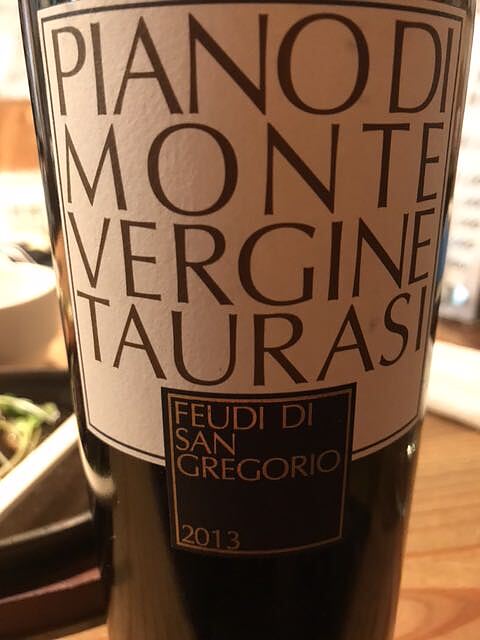 PIANO DI
MONTE
VERGINE
TAURASI
FEUDI DI
SAN
GREGORIO
2013